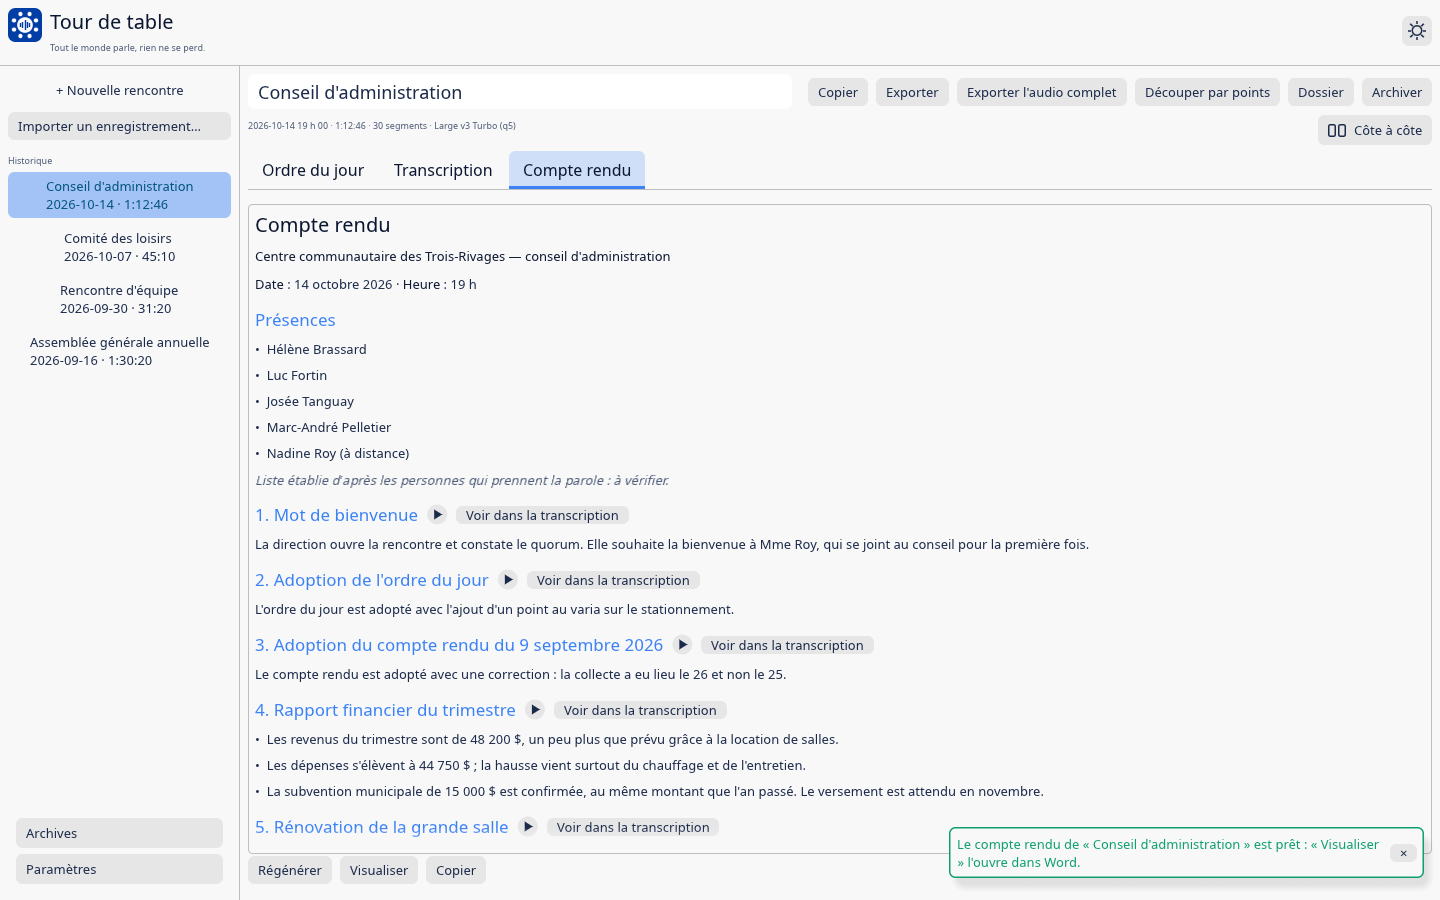 Tour de table
Tout le monde parle, rien ne se perd.
+ Nouvelle rencontre
Importer un enregistrement...
Historique
Conseil d'administration
2026-10-14 · 1:12:46
Comité des loisirs
2026-10-07 · 45:10
Rencontre d'équipe
2026-09-30 · 31:20
Assemblée générale annuelle
2026-09-16 · 1:30:20
Archives
Paramètres
Conseil d'administration
Copier
Exporter
Exporter l'audio complet
Découper par points
Dossier
Archiver
2026-10-14 19 h 00 · 1:12:46 · 30 segments · Large v3 Turbo (q5)
Côte à côte
Ordre du jour
Transcription
Compte rendu
Compte rendu
Centre communautaire des Trois-Rivages — conseil d'administration
Date : 14 octobre 2026 · Heure : 19 h
Présences
• Hélène Brassard
• Luc Fortin
• Josée Tanguay
• Marc-André Pelletier
• Nadine Roy (à distance)
Liste établie d'après les personnes qui prennent la parole : à vérifier.
1. Mot de bienvenue
Voir dans la transcription
La direction ouvre la rencontre et constate le quorum. Elle souhaite la bienvenue à Mme Roy, qui se joint au conseil pour la première fois.
2. Adoption de l'ordre du jour
Voir dans la transcription
L'ordre du jour est adopté avec l'ajout d'un point au varia sur le stationnement.
3. Adoption du compte rendu du 9 septembre 2026
Voir dans la transcription
Le compte rendu est adopté avec une correction : la collecte a eu lieu le 26 et non le 25.
4. Rapport financier du trimestre
Voir dans la transcription
• Les revenus du trimestre sont de 48 200 $, un peu plus que prévu grâce à la location de salles.
• Les dépenses s'élèvent à 44 750 $ ; la hausse vient surtout du chauffage et de l'entretien.
• La subvention municipale de 15 000 $ est confirmée, au même montant que l'an passé. Le versement est attendu en novembre.
5. Rénovation de la grande salle
Voir dans la transcription
Régénérer
Visualiser
Copier
Le compte rendu de « Conseil d'administration » est prêt : « Visualiser
» l'ouvre dans Word.
×